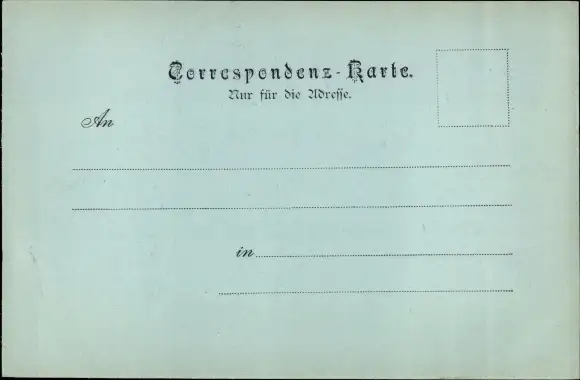 Correspondenz-Karte.
Nur für die Adresse.
An
in